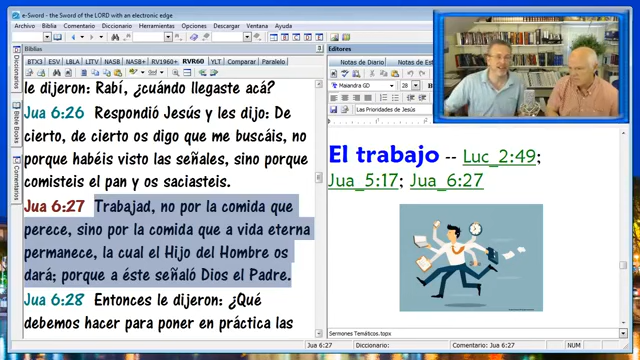 e-Sword - the Sword of the LORD with an electronic edge
Archivo Biblia Comentario Diccionario Editores Herramientas Opciones Descargar Ventana Ayuda
Biblias
Editores
Diccionarios
Bible Books
Comentarios
BTX3 ESV LBLA LITV NASB NASB+ RV1960+ RVR60 YLT Comparar Paralelo
le dijeron: Rabí, ¿cuándo llegaste acá?
Jua 6:26 Respondió Jesús y les dijo: De
cierto, de cierto os digo que me buscáis, no
porque habéis visto las señales, sino porque
comisteis el pan y os saciasteis.
Jua 6:27 Trabajad, no por la comida que
perece, sino por la comida que a vida eterna
permanece, la cual el Hijo del Hombre os
dará; porque a éste señaló Dios el Padre.
Jua 6:28 Entonces le dijeron: ¿Qué
debemos hacer para poner en práctica las
Notas de Diario
Notas de
Maiandra GD
28
Las Prioridades de Jesús
El trabajo -- Luc_2:49;
Jua_5:17; Jua_6:27
Sermones Temáticos.topx
Jua 6:27
Diccionario:
Comentario: Jua 6:27
NUM